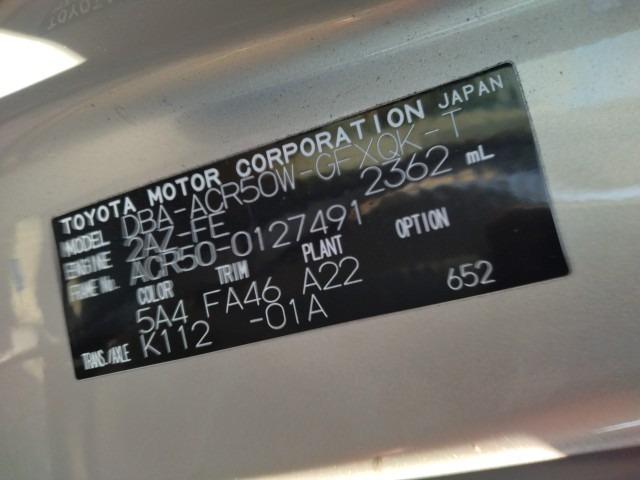 TOYOTA MOTOR CORPORATION JAPAN
MODEL DBA-ACR50W-GFXQK-T
ENGINE 2AZ-FE 2362 mL
FRAME No. ACR50-0127491
COLOR TRIM PLANT OPTION
5A4 FA46 A22 652
TRANS./AXLE K112 -01A